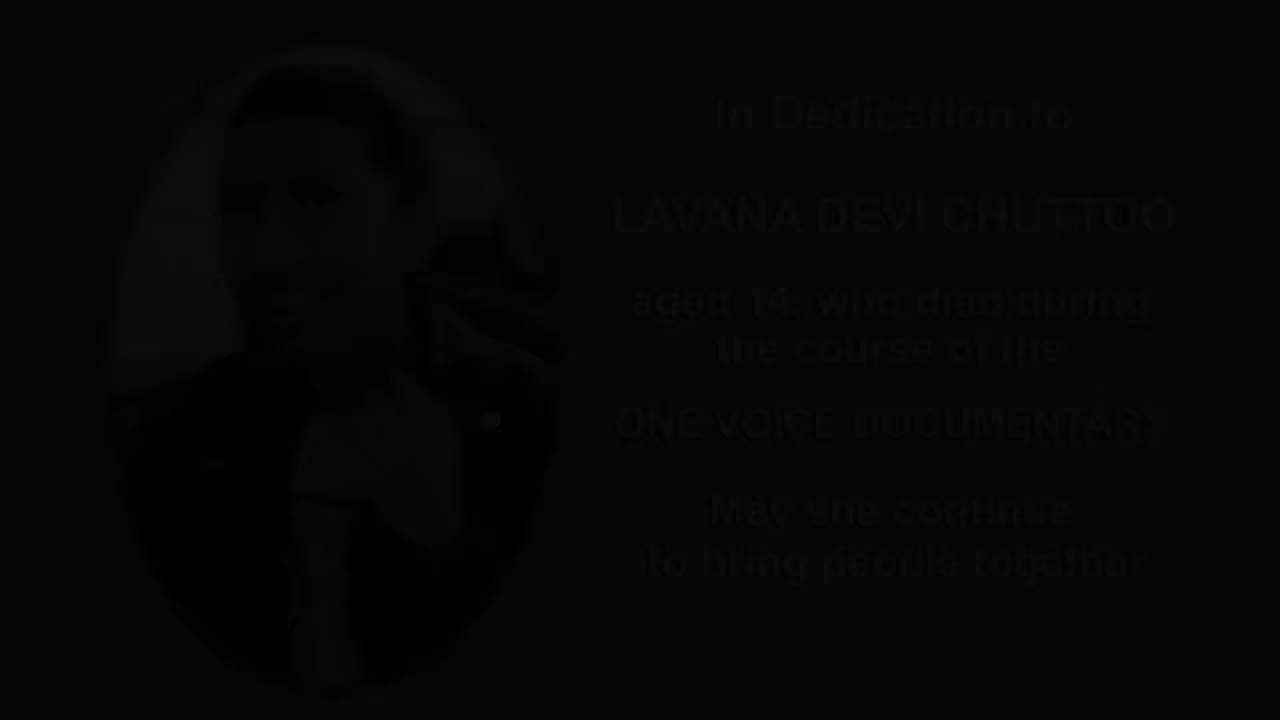 In Dedication to
LAVANA DEVI CHUTTOO
aged 14, who died during
the course of the
ONE VOICE DOCUMENTARY
May she continue
to bring people together